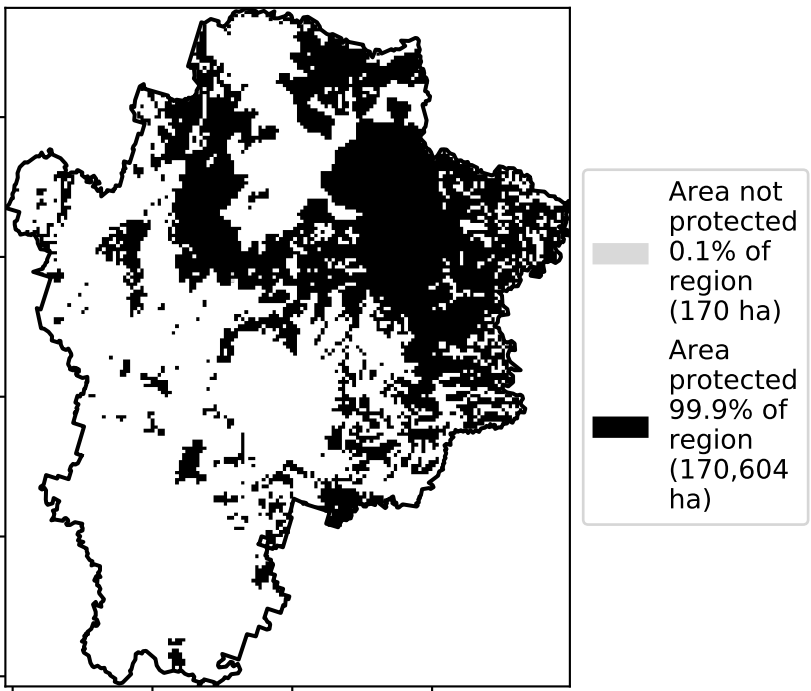 Area not
protected
0.1% of
region
(170 ha)
Area
protected
99.9% of
region
(170,604
ha)